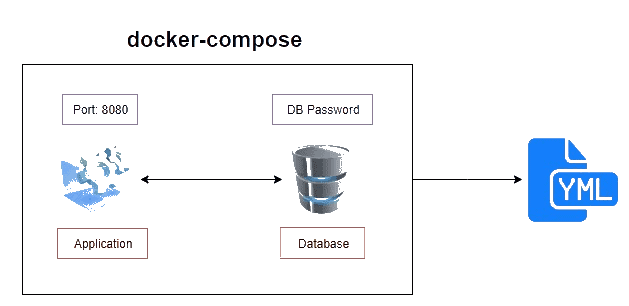 docker-compose
Port: 8080
DB Password
YML
Application
Database